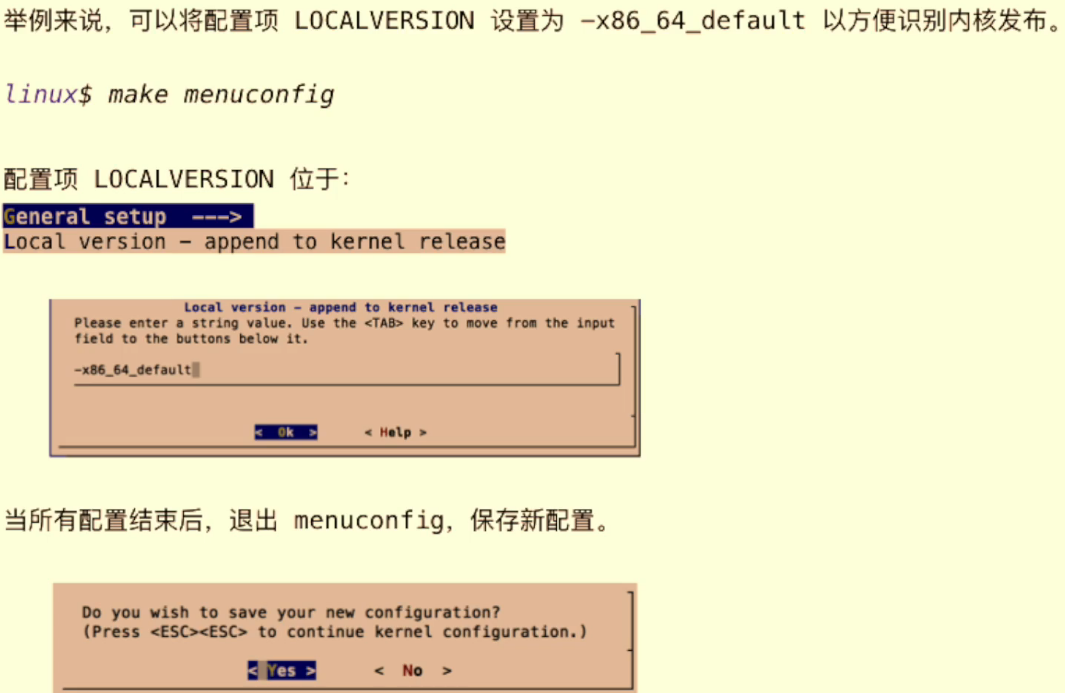 举例来说，可以将配置项 LOCALVERSION 设置为 -x86_64_default 以方便识别内核发布。
linux$ make menuconfig
配置项 LOCALVERSION 位于：
General setup --->
Local version - append to kernel release
Local version - append to kernel release
Please enter a string value. Use the <TAB> key to move from the input
field to the buttons below it.
-x86_64_default
< Ok > < Help >
当所有配置结束后，退出 menuconfig，保存新配置。
Do you wish to save your new configuration?
(Press <ESC><ESC> to continue kernel configuration.)
< Yes > < No >